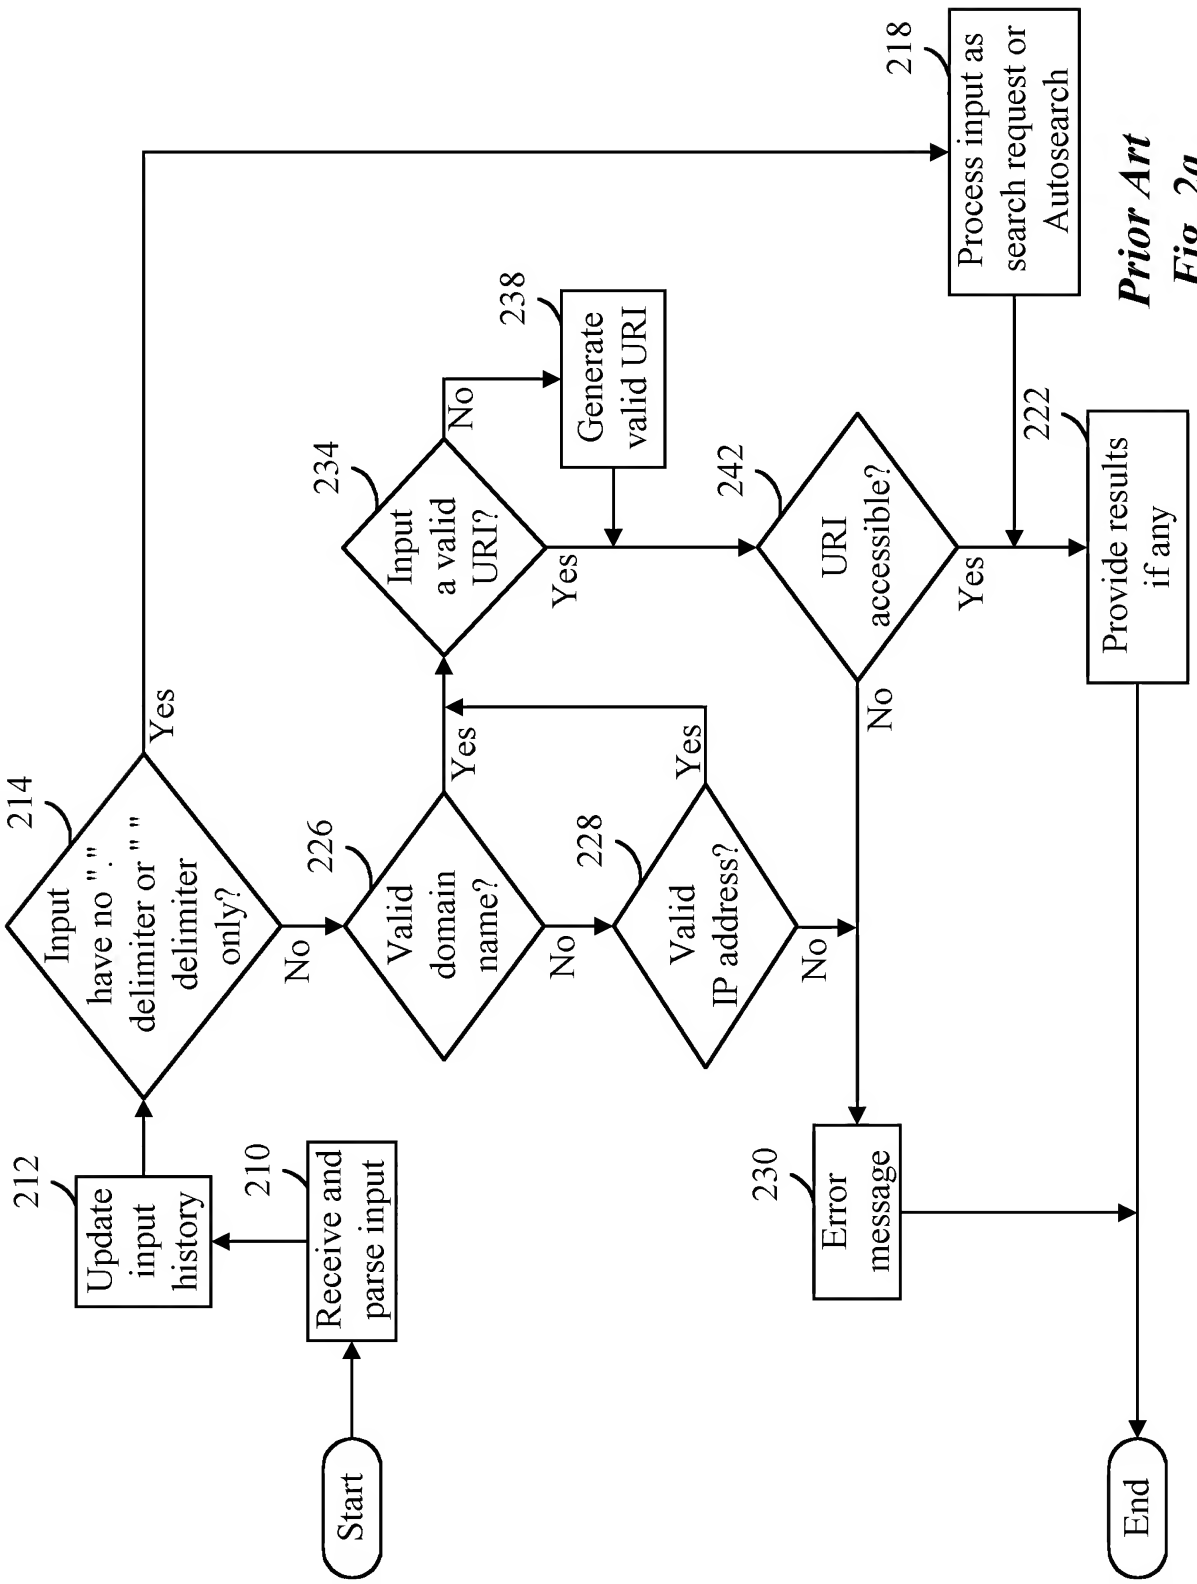 212
Update
input
history
210
Receive and
parse input
Start
214
Input
have no "."
delimiter or " "
delimiter
only?
Yes
No
226
Valid
domain
name?
Yes
No
228
Valid
IP address?
Yes
No
234
Input
a valid
URI?
No
Yes
238
Generate
valid URI
242
URI
accessible?
No
Yes
230
Error
message
218
Process input as
search request or
Autosearch
222
Provide results
if any
End
Prior Art
Fig. 2a